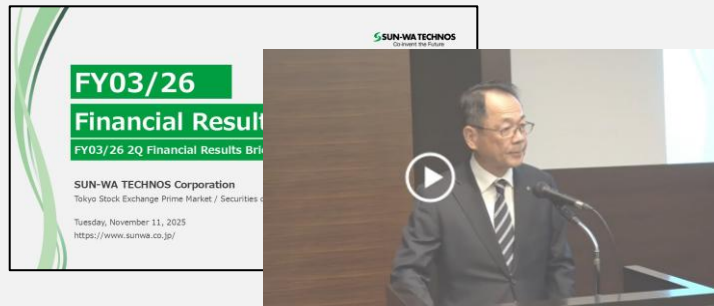 SUN-WA TECHNOS
Co-Invent the Future
FY03/26
Financial Result
FY03/26 2Q Financial Results
SUN-WA TECHNOS Corporation
Tokyo Stock Exchange Prime Market / Securities
Tuesday, November 11, 2025
https://www.sunwa.co.jp/